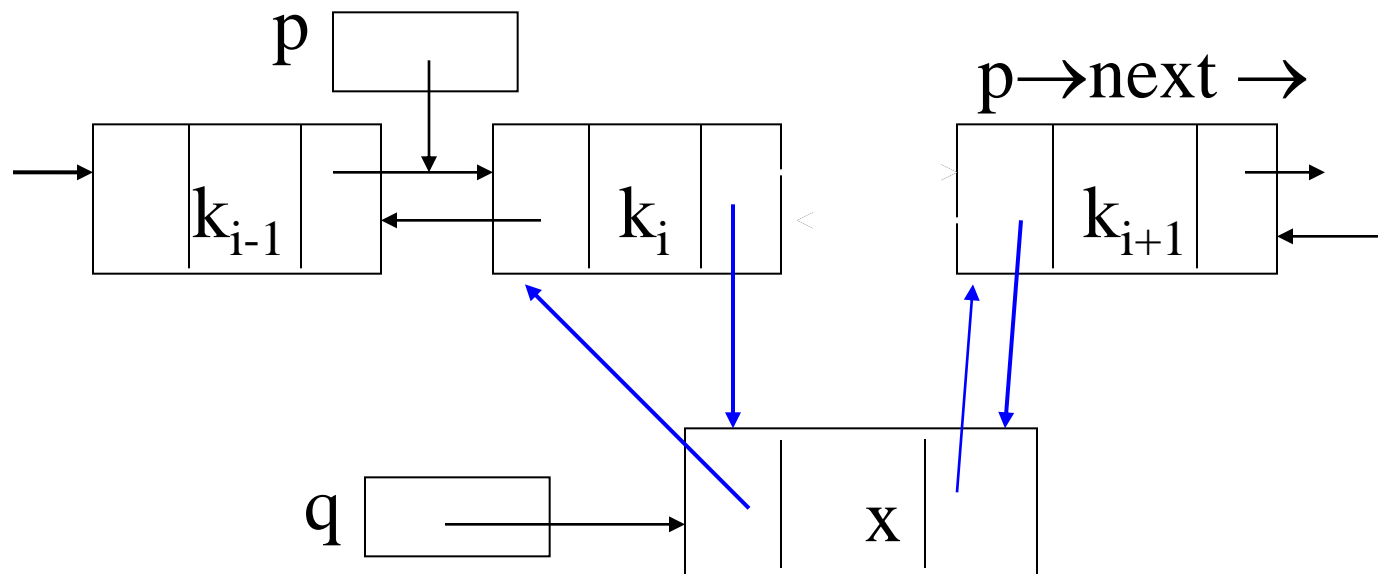 p
p→next →
k_{i-1}
k_i
k_{i+1}
q
x